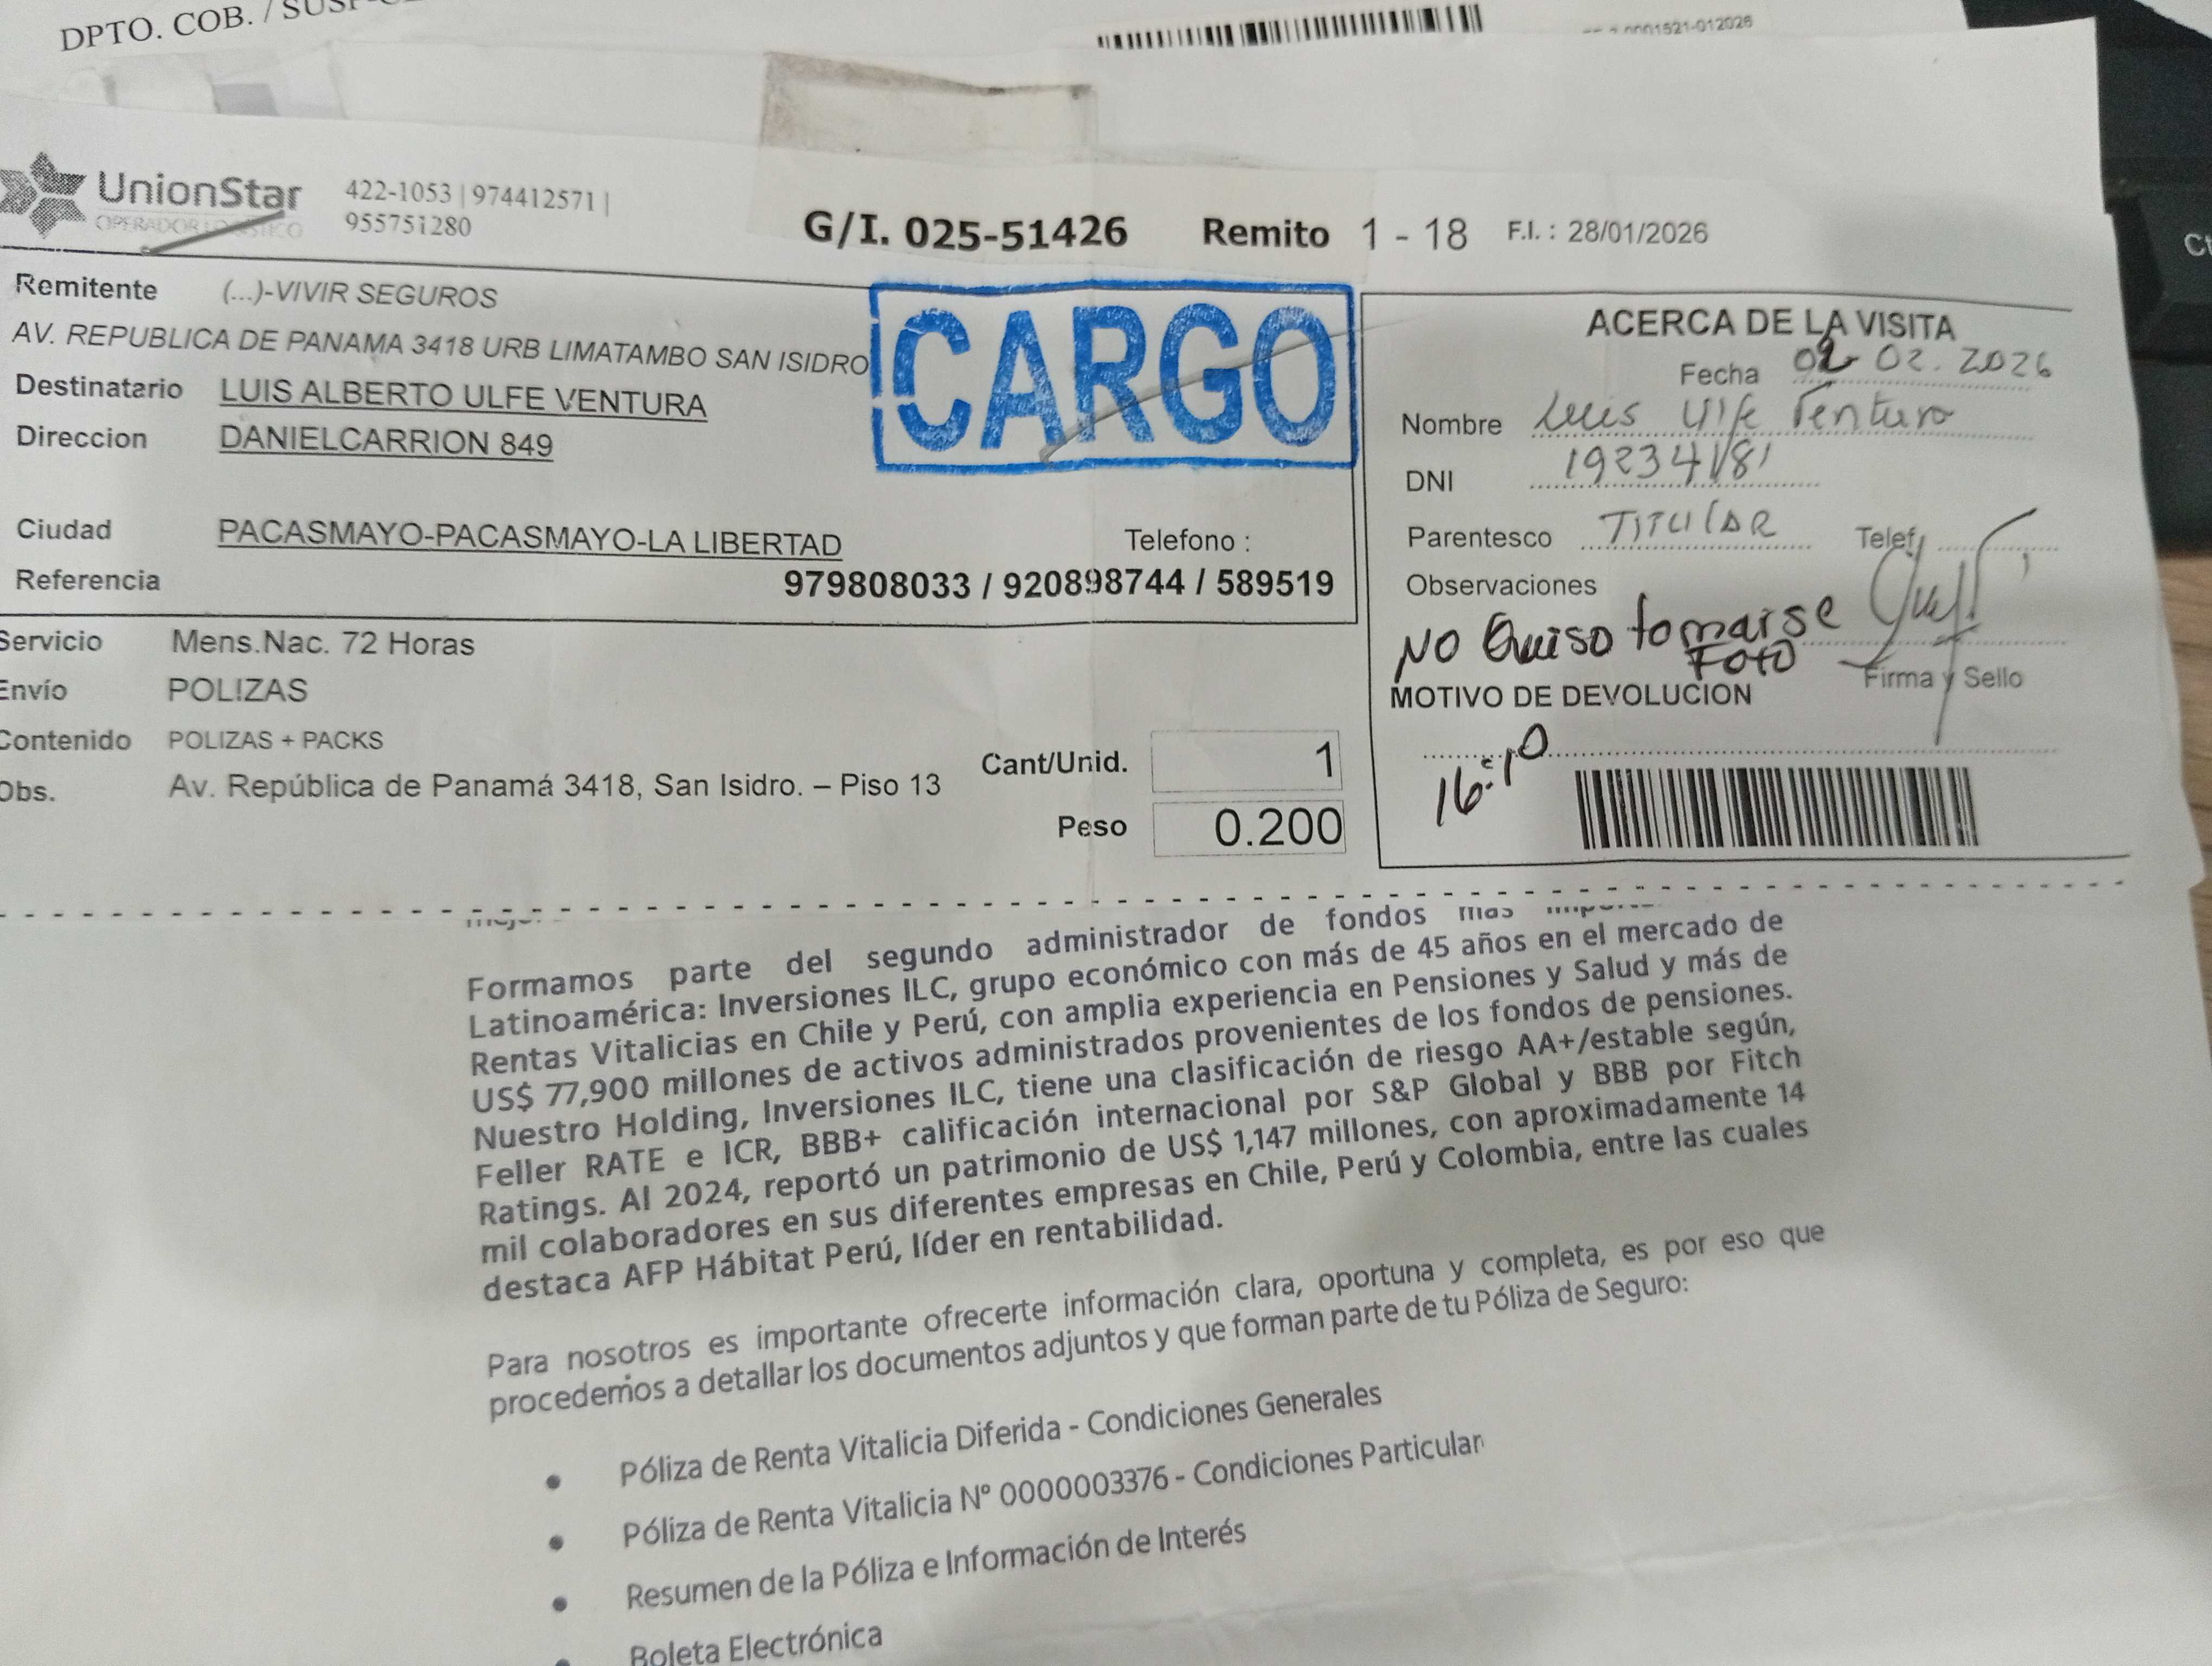 DPTO. COB. /
UnionStar
OPERADOR LOGISTICO
422-1053 | 974412571 |
955751280
G/I. 025-51426 Remito 1 - 18 F.I. : 28/01/2026
Remitente (...)-VIVIR SEGUROS
AV. REPUBLICA DE PANAMA 3418 URB LIMATAMBO SAN ISIDRO
Destinatario LUIS ALBERTO ULFE VENTURA
Direccion DANIELCARRION 849
Ciudad PACASMAYO-PACASMAYO-LA LIBERTAD
Telefono :
Referencia 979808033 / 920898744 / 589519
CARGO
Servicio Mens.Nac. 72 Horas
Envío POLIZAS
Contenido POLIZAS + PACKS
Obs. Av. República de Panamá 3418, San Isidro. – Piso 13
Cant/Unid. 1
Peso 0.200
ACERCA DE LA VISITA
Fecha 02 02. 2026
Nombre Luis Ulfe Ventura
DNI 19234181
Parentesco TITULAR Telef.
Observaciones
NO Quiso tomarse
FOTO
Firma y Sello
MOTIVO DE DEVOLUCION
16:10
Formamos parte del segundo administrador de fondos más
Latinoamérica: Inversiones ILC, grupo económico con más de 45 años en el mercado de
Rentas Vitalicias en Chile y Perú, con amplia experiencia en Pensiones y Salud y más de
US$ 77,900 millones de activos administrados provenientes de los fondos de pensiones.
Nuestro Holding, Inversiones ILC, tiene una clasificación de riesgo AA+/estable según,
Feller RATE e ICR, BBB+ calificación internacional por S&P Global y BBB por Fitch
Ratings. Al 2024, reportó un patrimonio de US$ 1,147 millones, con aproximadamente 14
mil colaboradores en sus diferentes empresas en Chile, Perú y Colombia, entre las cuales
destaca AFP Hábitat Perú, líder en rentabilidad.
Para nosotros es importante ofrecerte información clara, oportuna y completa, es por eso que
procedemos a detallar los documentos adjuntos y que forman parte de tu Póliza de Seguro:
• Póliza de Renta Vitalicia Diferida - Condiciones Generales
• Póliza de Renta Vitalicia N° 0000003376 - Condiciones Particular
• Resumen de la Póliza e Información de Interés
• Boleta Electrónica